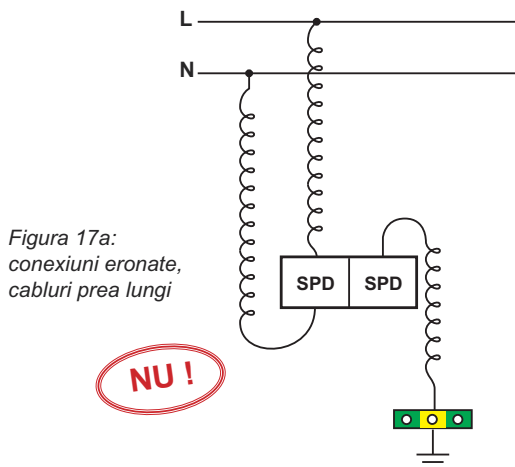 L
N
Figura 17a:
conexiuni eronate,
cabluri prea lungi
SPD SPD
NU !